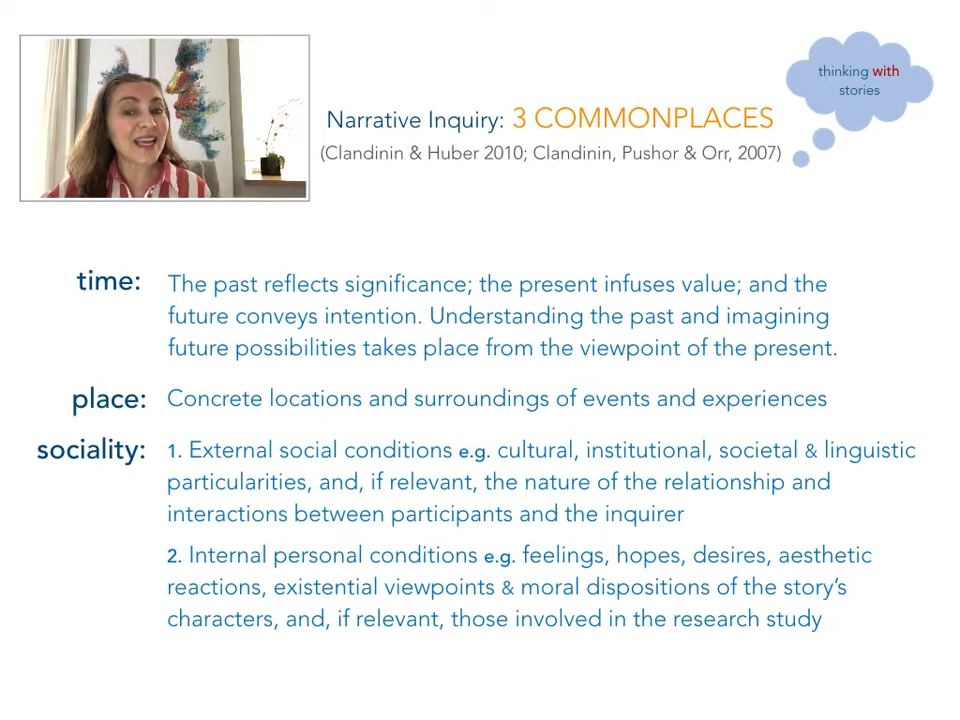 thinking with
stories
Narrative Inquiry: 3 COMMONPLACES
(Clandinin & Huber 2010; Clandinin, Pushor & Orr, 2007)
time: The past reflects significance; the present infuses value; and the
future conveys intention. Understanding the past and imagining
future possibilities takes place from the viewpoint of the present.
place: Concrete locations and surroundings of events and experiences
sociality: 1. External social conditions e.g. cultural, institutional, societal & linguistic
particularities, and, if relevant, the nature of the relationship and
interactions between participants and the inquirer
2. Internal personal conditions e.g. feelings, hopes, desires, aesthetic
reactions, existential viewpoints & moral dispositions of the story's
characters, and, if relevant, those involved in the research study